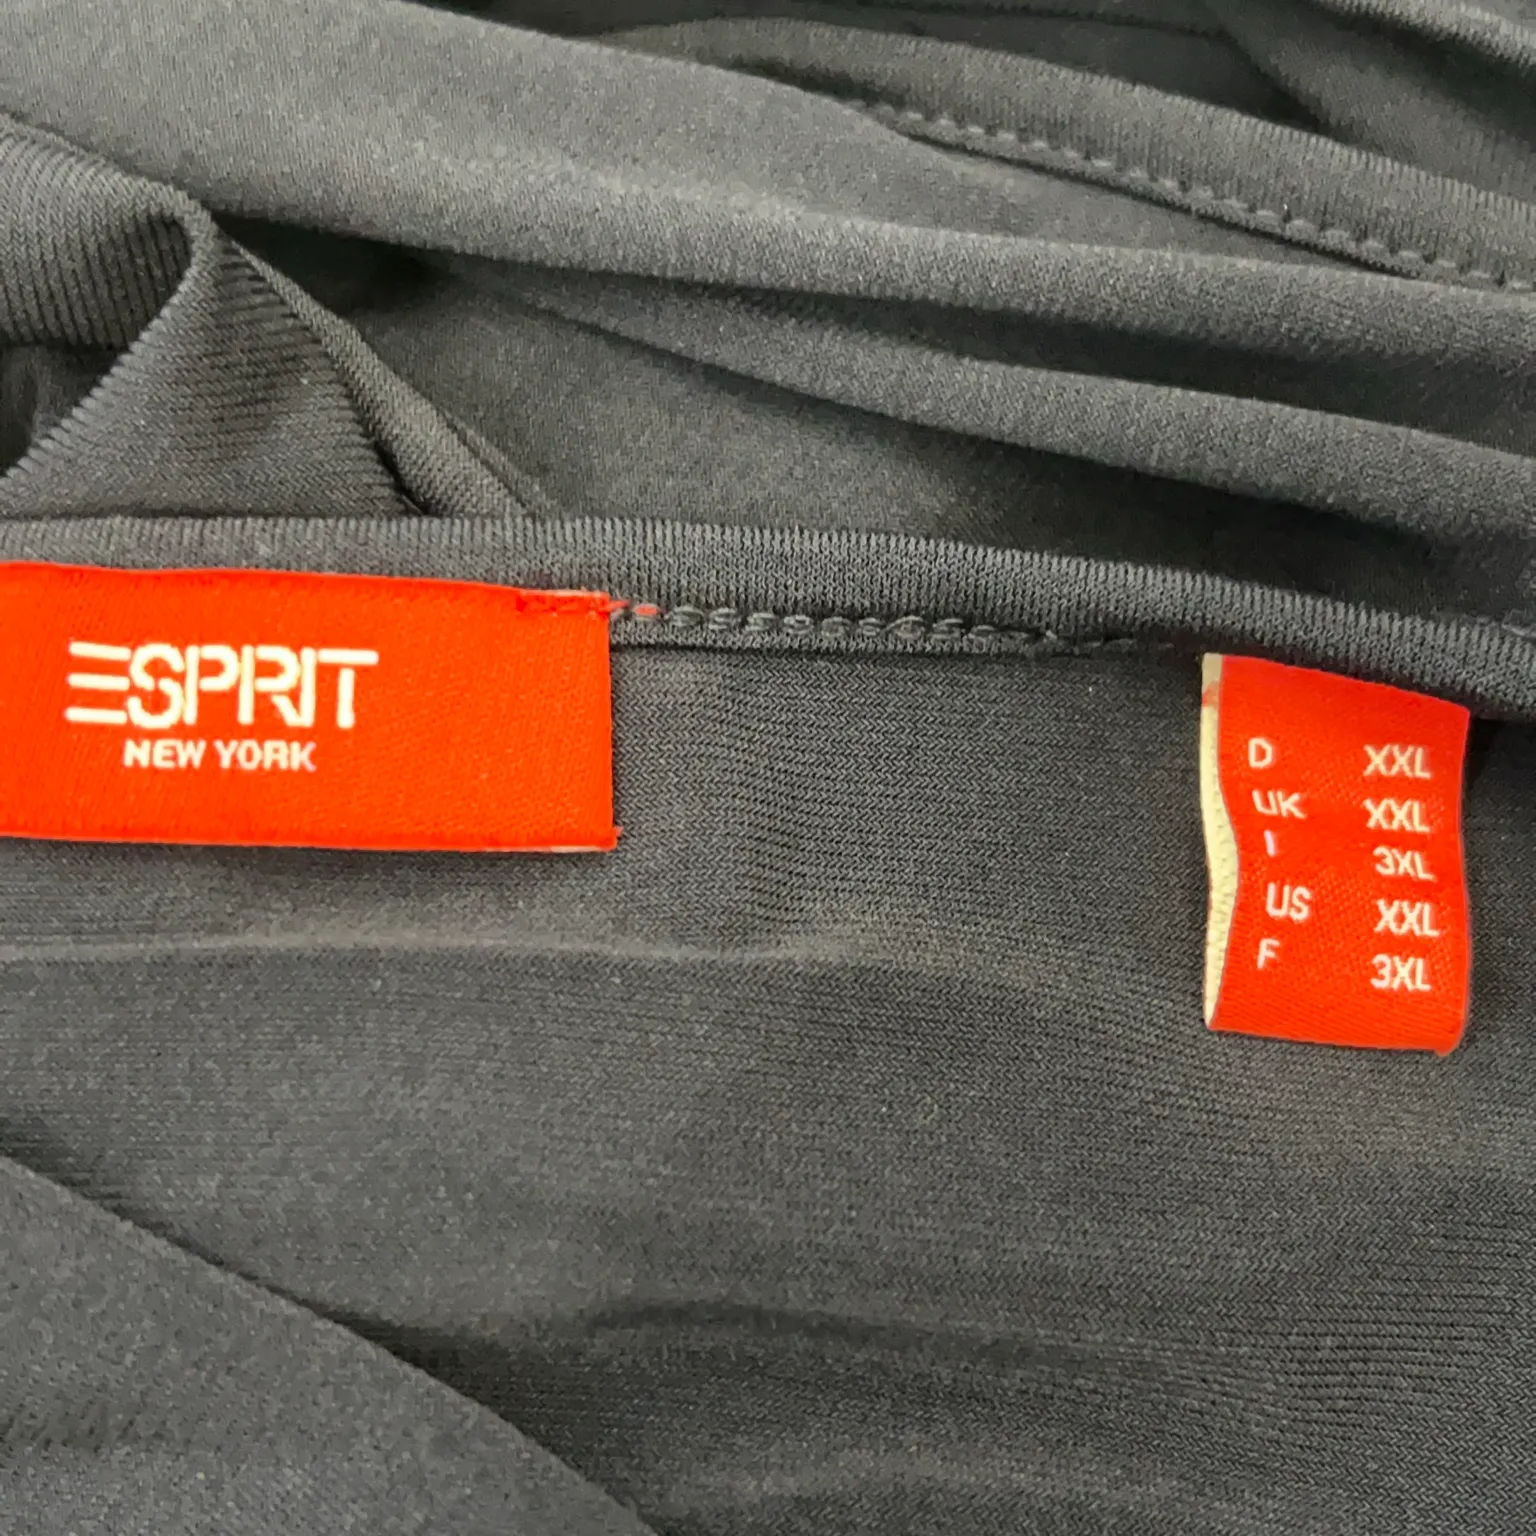 ESPRIT
NEW YORK
D XXL
UK XXL
I 3XL
US XXL
F 3XL